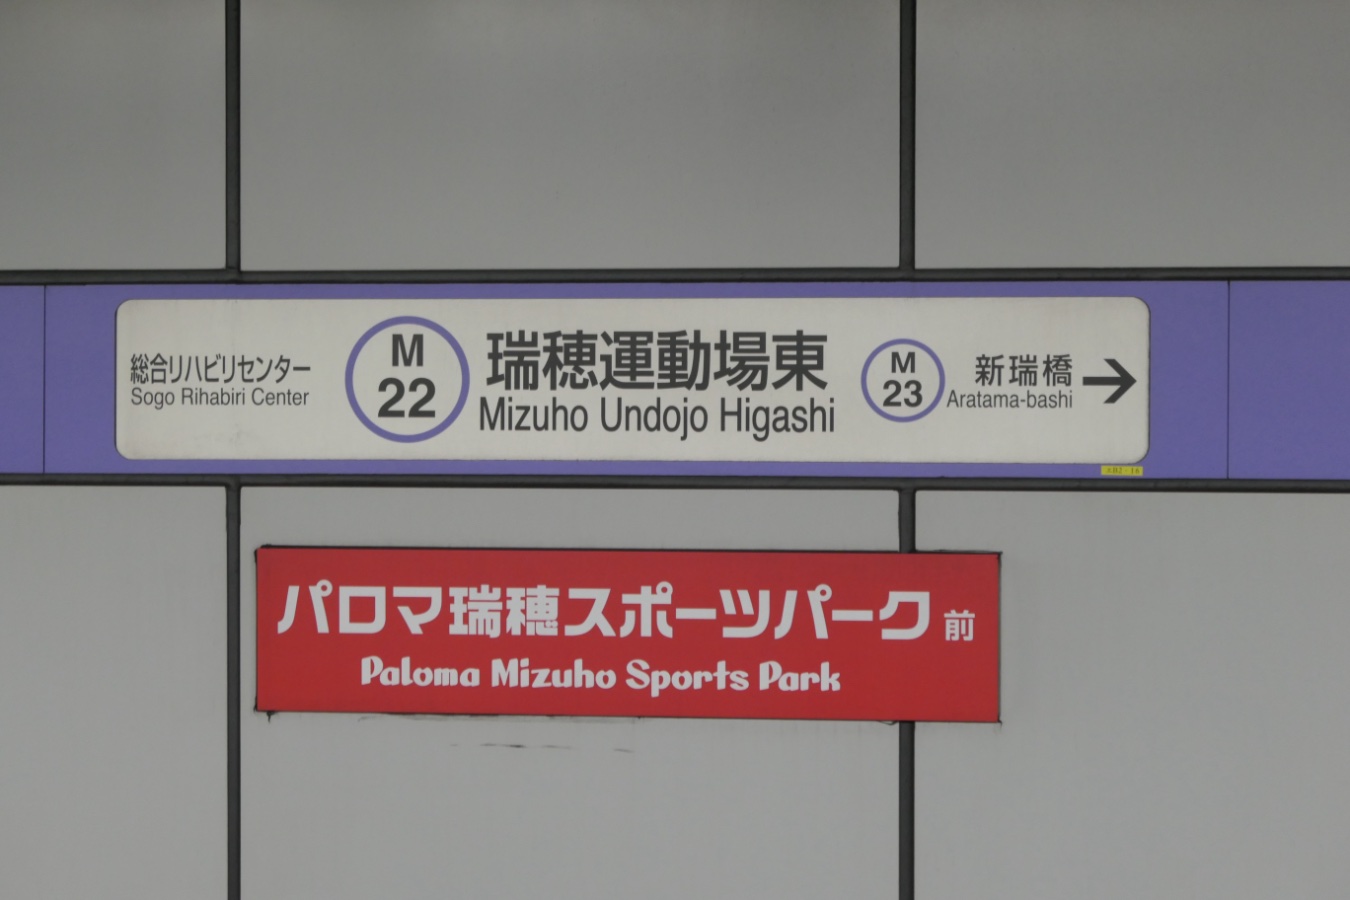 総合リハビリセンター
Sogo Rihabiri Center
M
22
瑞穂運動場東
Mizuho Undojo Higashi
M
23
新瑞橋
Aratama-bashi
パロマ瑞穂スポーツパーク前
Paloma Mizuho Sports Park